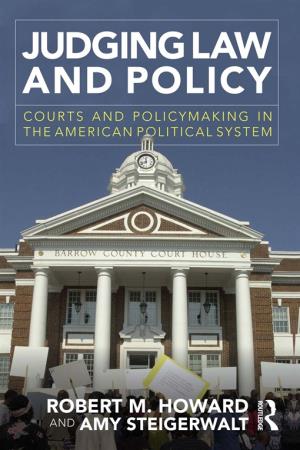 JUDGING LAW
AND POLICY
COURTS AND POLICYMAKING IN
THE AMERICAN POLITICAL SYSTEM
BARROW COUNTY COURT HOUSE
ROBERT M. HOWARD
AND AMY STEIGERWALT
Routledge